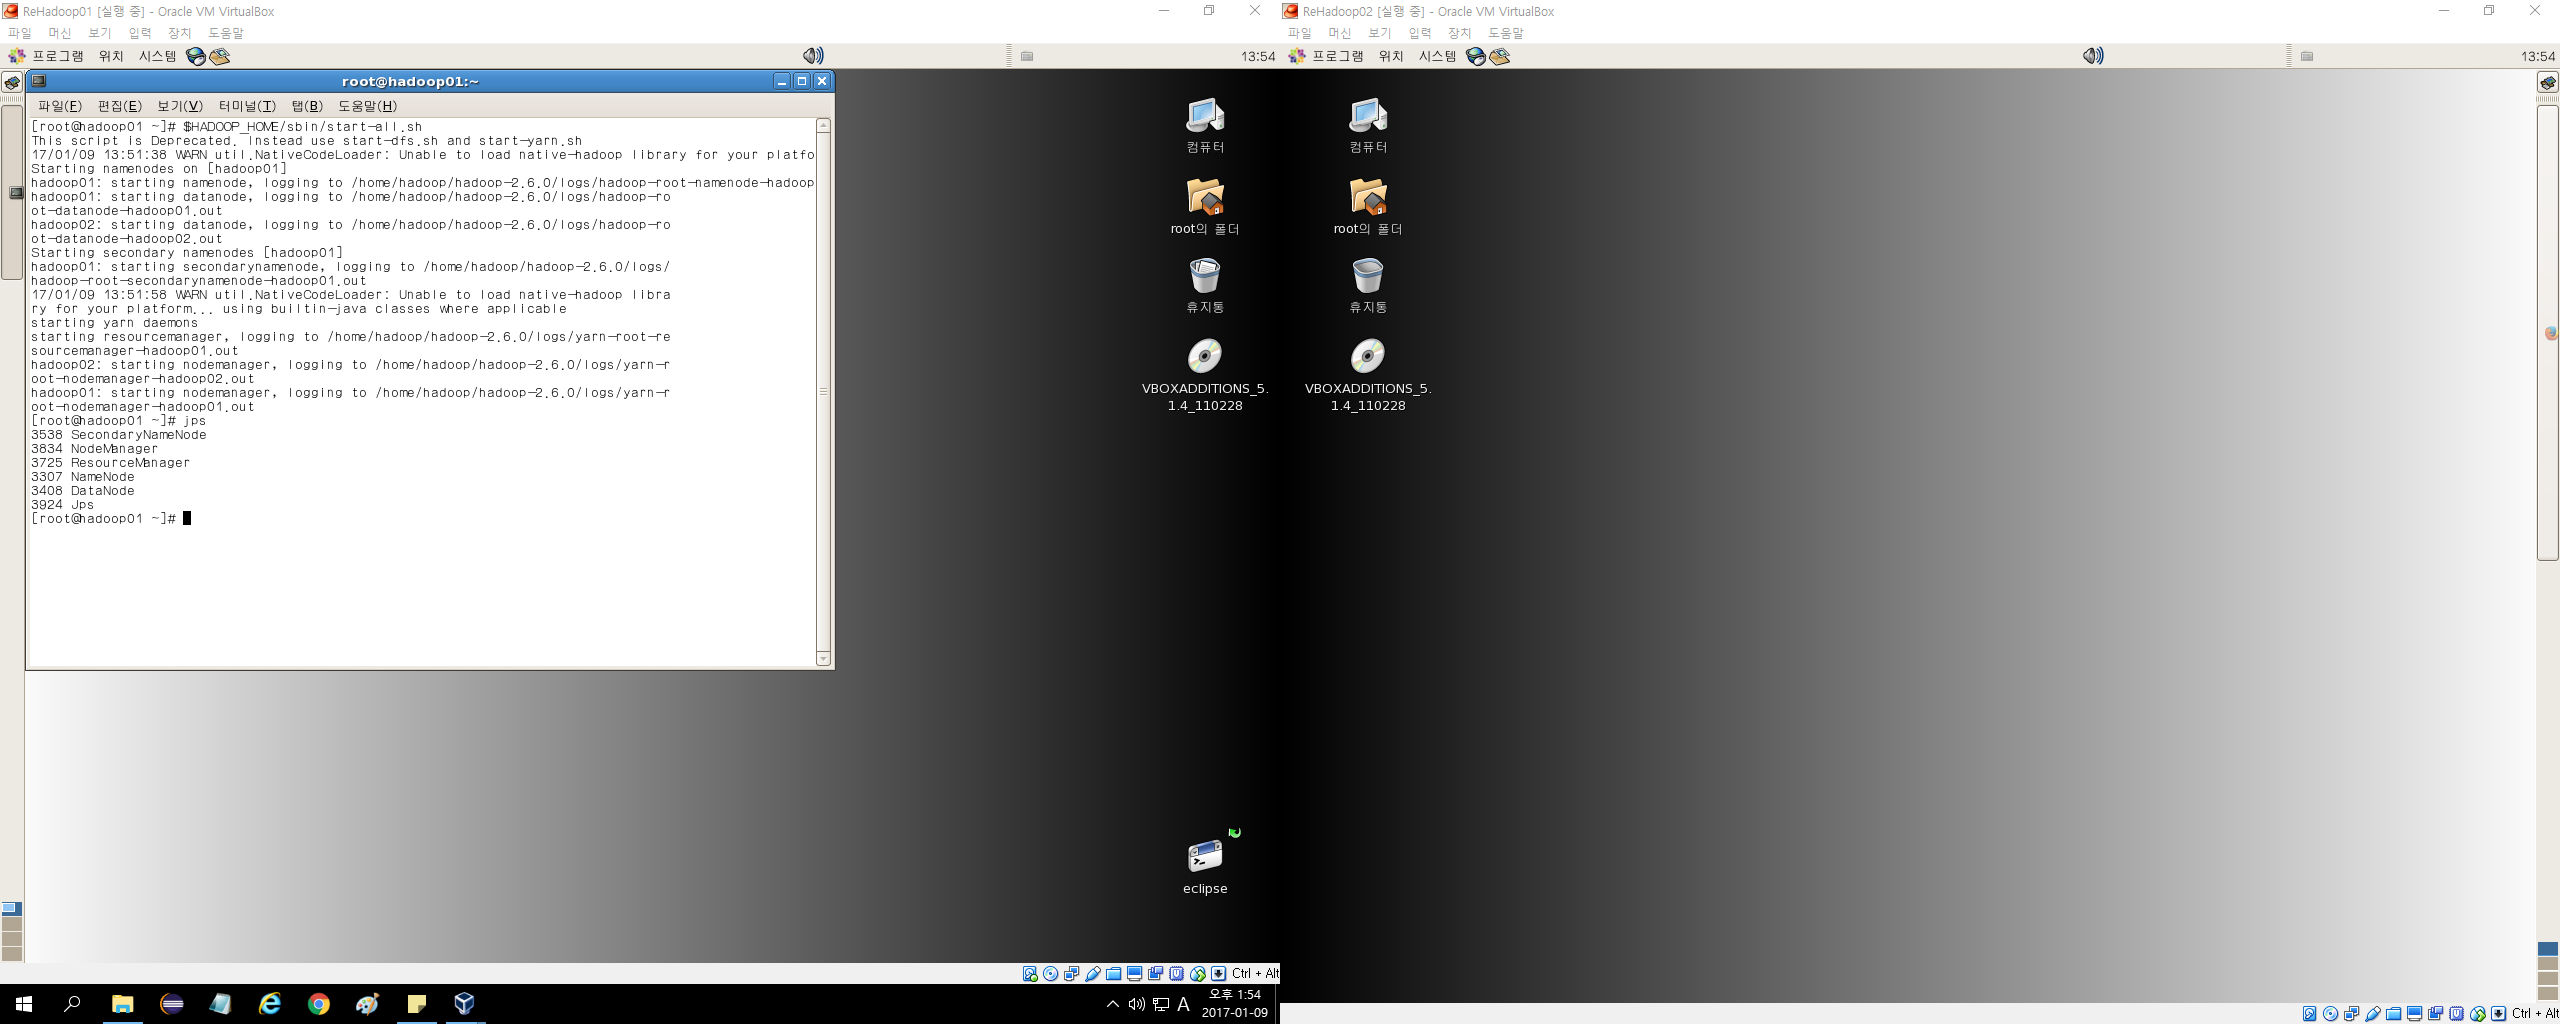 ReHadoop01 [실행 중] - Oracle VM VirtualBox
파일 머신 보기 입력 장치 도움말
프로그램 위치 시스템 13:54
root@hadoop01:~
파일(F) 편집(E) 보기(V) 터미널(T) 탭(B) 도움말(H)
[root@hadoop01 ~]# $HADOOP_HOME/sbin/start-all.sh
This script is Deprecated. Instead use start-dfs.sh and start-yarn.sh
17/01/09 13:51:38 WARN util.NativeCodeLoader: Unable to load native-hadoop library for your platfo
Starting namenodes on [hadoop01]
hadoop01: starting namenode, logging to /home/hadoop/hadoop-2.6.0/logs/hadoop-root-namenode-hadoop
hadoop01: starting datanode, logging to /home/hadoop/hadoop-2.6.0/logs/hadoop-ro
ot-datanode-hadoop01.out
hadoop02: starting datanode, logging to /home/hadoop/hadoop-2.6.0/logs/hadoop-ro
ot-datanode-hadoop02.out
Starting secondary namenodes [hadoop01]
hadoop01: starting secondarynamenode, logging to /home/hadoop/hadoop-2.6.0/logs/
hadoop-root-secondarynamenode-hadoop01.out
17/01/09 13:51:58 WARN util.NativeCodeLoader: Unable to load native-hadoop libra
ry for your platform... using builtin-java classes where applicable
starting yarn daemons
starting resourcemanager, logging to /home/hadoop/hadoop-2.6.0/logs/yarn-root-re
sourcemanager-hadoop01.out
hadoop02: starting nodemanager, logging to /home/hadoop/hadoop-2.6.0/logs/yarn-r
oot-nodemanager-hadoop02.out
hadoop01: starting nodemanager, logging to /home/hadoop/hadoop-2.6.0/logs/yarn-r
oot-nodemanager-hadoop01.out
[root@hadoop01 ~]# jps
3538 SecondaryNameNode
3834 NodeManager
3725 ResourceManager
3307 NameNode
3408 DataNode
3924 Jps
[root@hadoop01 ~]#
컴퓨터
root의 폴더
휴지통
VBOXADDITIONS_5.
1.4_110228
eclipse
Ctrl + Alt
A 오후 1:54
2017-01-09
ReHadoop02 [실행 중] - Oracle VM VirtualBox
파일 머신 보기 입력 장치 도움말
프로그램 위치 시스템 13:54
컴퓨터
root의 폴더
휴지통
VBOXADDITIONS_5.
1.4_110228
Ctrl + Alt